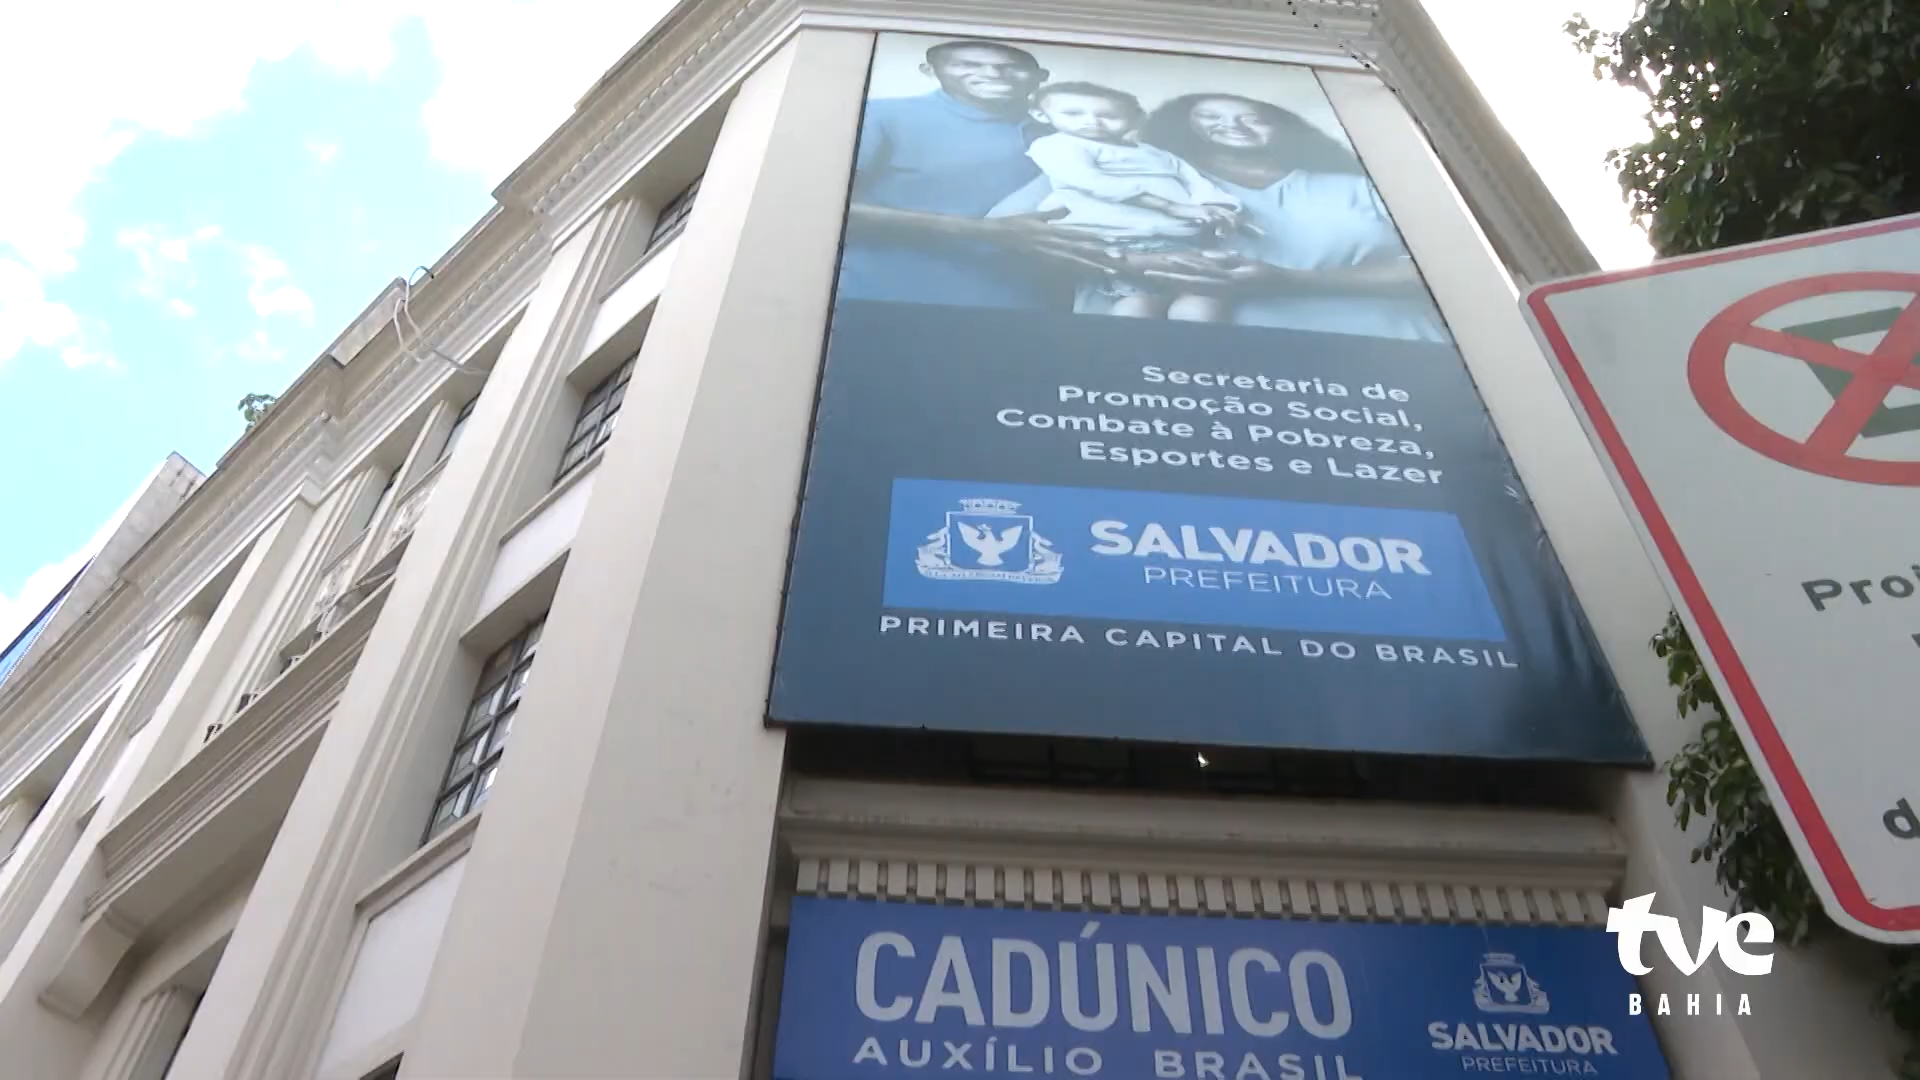 Secretaria de
Promoção Social,
Combate à Pobreza,
Esportes e Lazer
SALVADOR
PREFEITURA
PRIMEIRA CAPITAL DO BRASIL
CADÚNICO
AUXÍLIO BRASIL
SALVADOR
PREFEITURA
tve
BAHIA